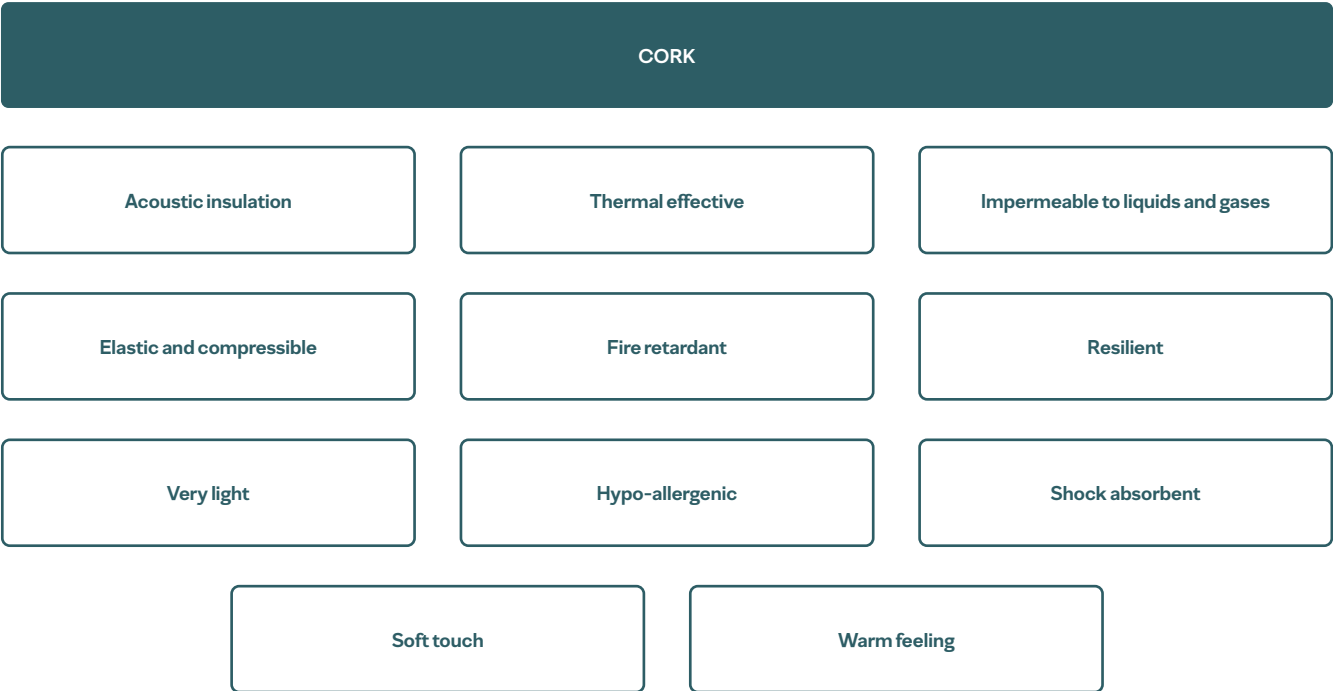 CORK
Acoustic insulation
Thermal effective
Impermeable to liquids and gases
Elastic and compressible
Fire retardant
Resilient
Very light
Hypo-allergenic
Shock absorbent
Soft touch
Warm feeling